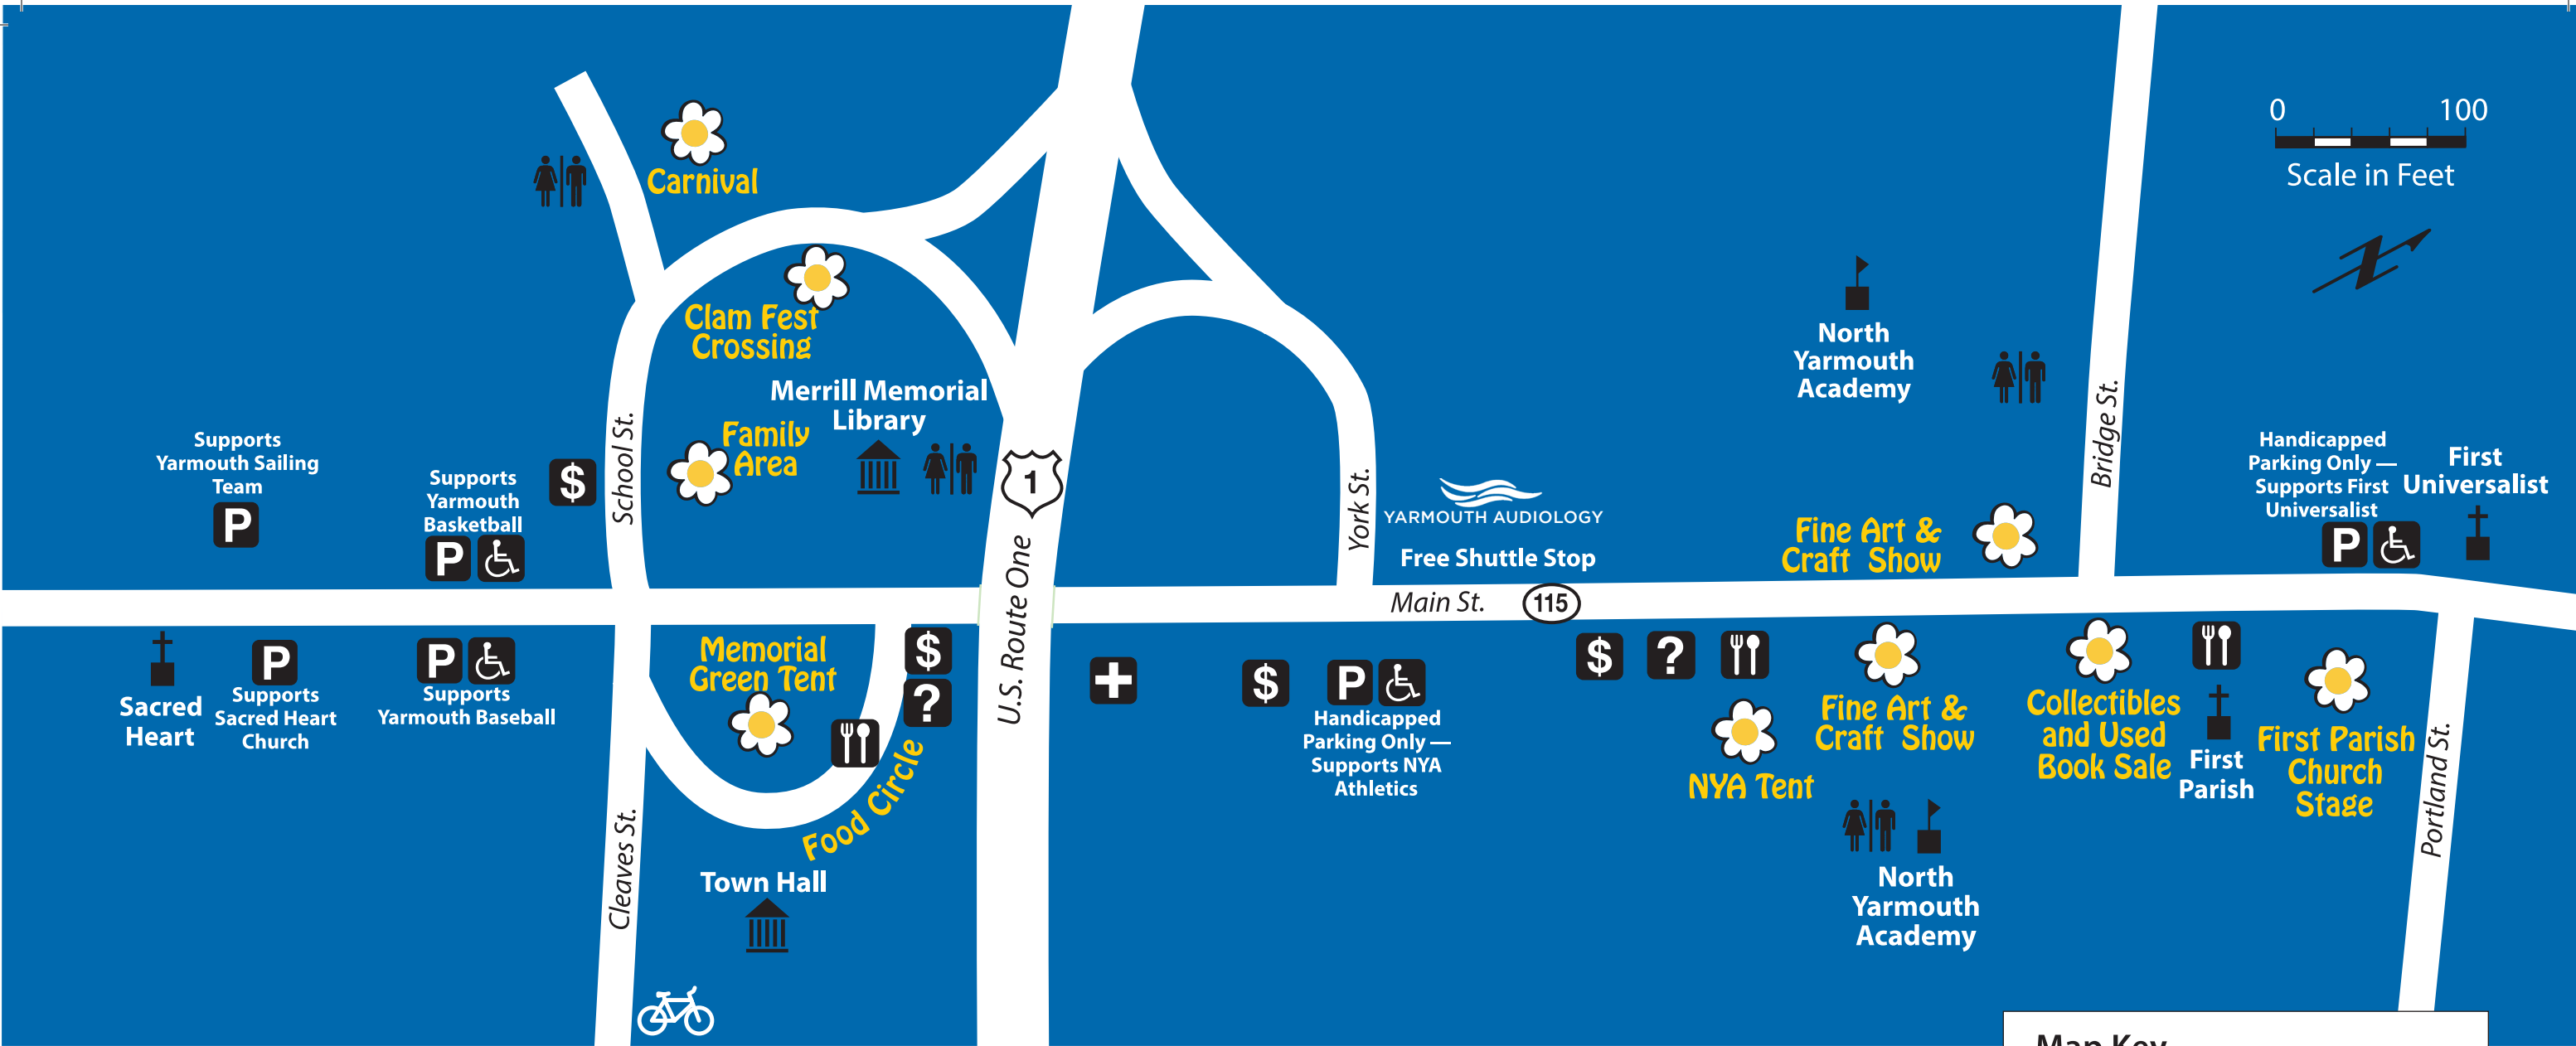 0 100
Scale in Feet
Carnival
Clam Fest
Crossing
Merrill Memorial
Library
Family
Area
School St.
Supports
Yarmouth Sailing
Team
P
Supports
Yarmouth
Basketball
P
$
1
U.S. Route One
York St.
YARMOUTH AUDIOLOGY
Free Shuttle Stop
North
Yarmouth
Academy
Fine Art &
Craft Show
Bridge St.
Handicapped
Parking Only —
Supports First
Universalist
P
First
Universalist
Main St. 115
Sacred
Heart
P
Supports
Sacred Heart
Church
P
Supports
Yarmouth Baseball
Cleaves St.
Memorial
Green Tent
$
?
Food Circle
Town Hall
$
P
Handicapped
Parking Only —
Supports NYA
Athletics
$
?
NYA Tent
Fine Art &
Craft Show
North
Yarmouth
Academy
Collectibles
and Used
Book Sale
First
Parish
First Parish
Church
Stage
Portland St.
Map Key